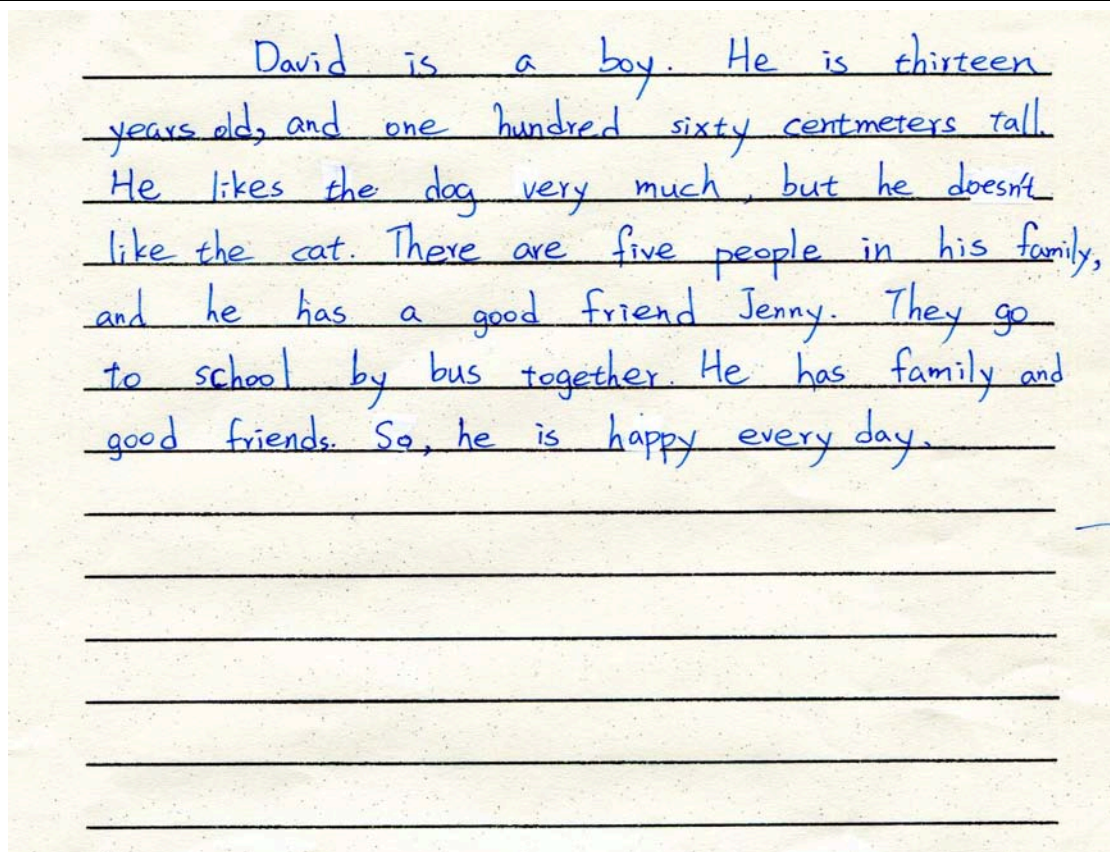 David is a boy. He is thirteen
years old, and one hundred sixty centmeters tall.
He likes the dog very much, but he doesn't
like the cat. There are five people in his family,
and he has a good friend Jenny. They go
to school by bus together. He has family and
good friends. So, he is happy every day.